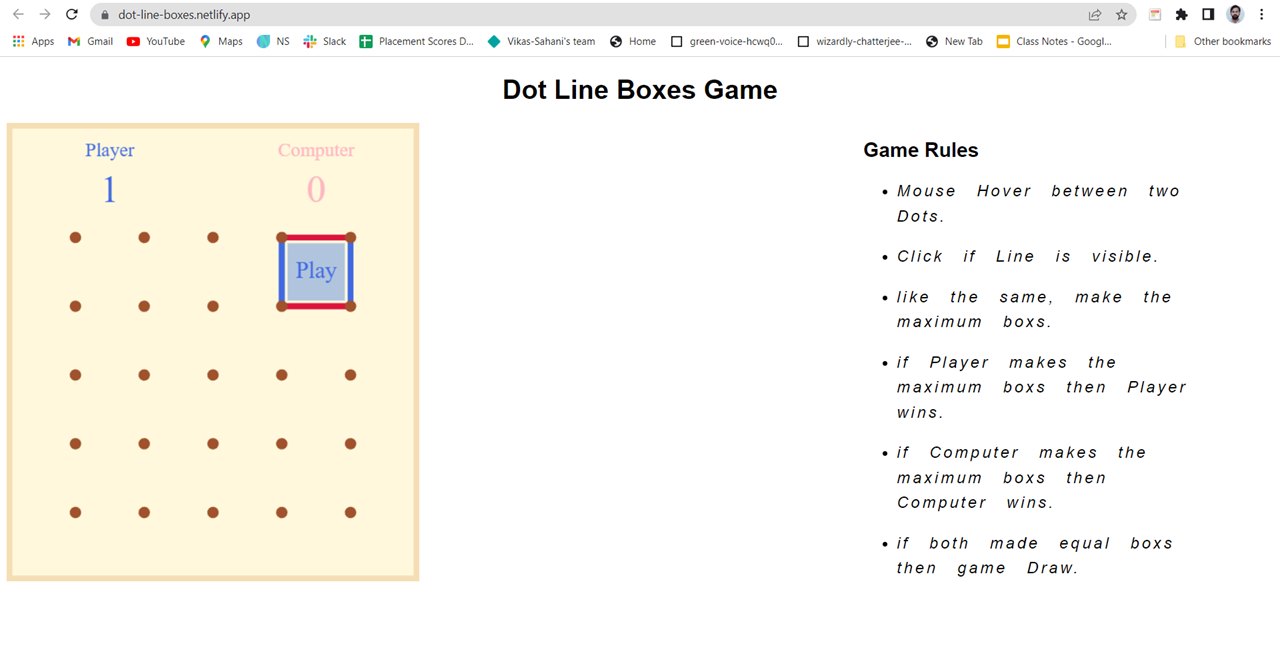 dot-line-boxes.netlify.app
Apps Gmail YouTube Maps NS Slack Placement Scores D... Vikas-Sahani's team Home green-voice-hcwq0... wizardly-chatterjee-... New Tab Class Notes - Googl... Other bookmarks
Dot Line Boxes Game
Player Computer
1 0
Play
Game Rules
Mouse Hover between two
Dots.
Click if Line is visible.
like the same, make the
maximum boxs.
if Player makes the
maximum boxs then Player
wins.
if Computer makes the
maximum boxs then
Computer wins.
if both made equal boxs
then game Draw.